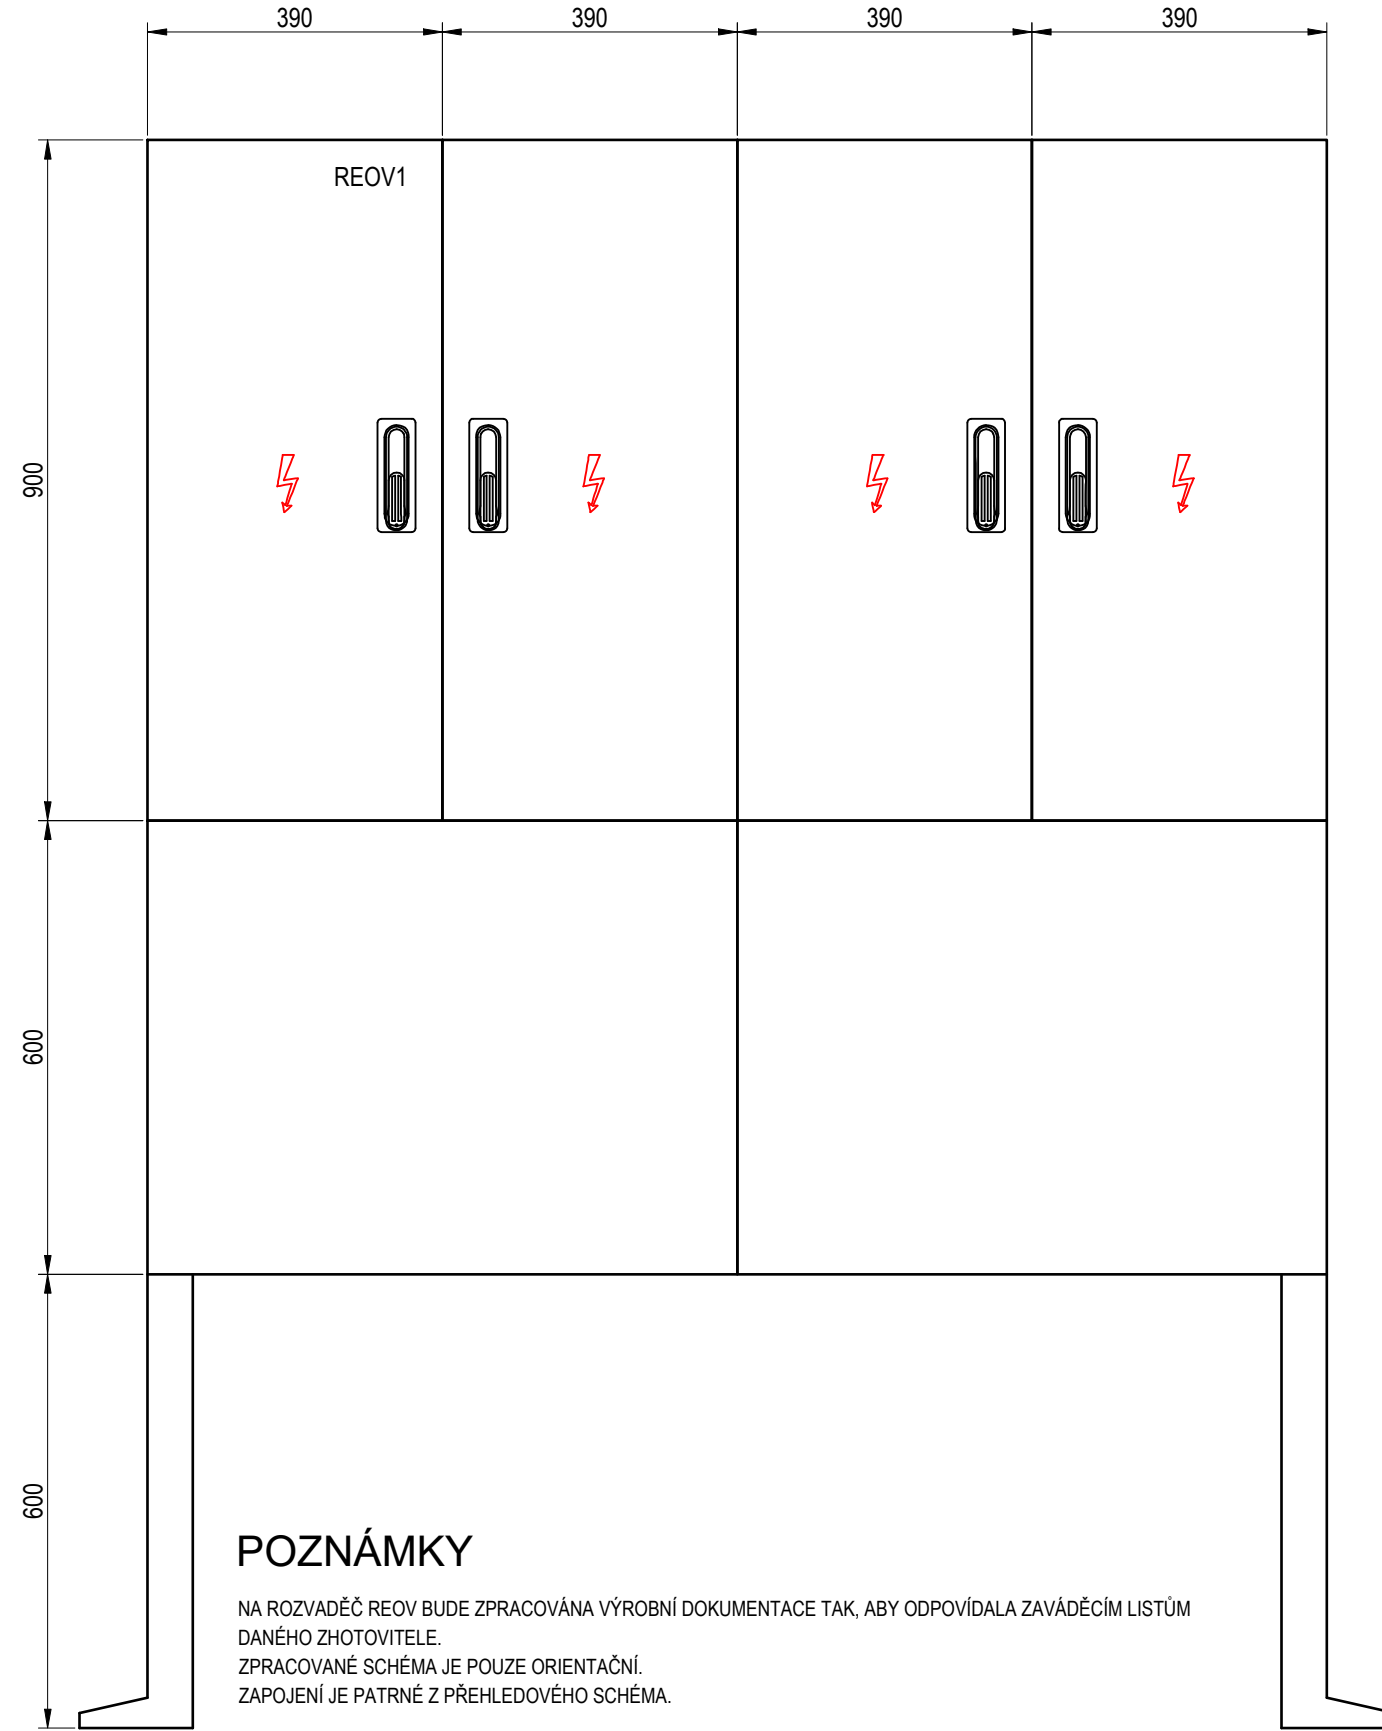 390 390 390 390
REOV1
900
600
600
POZNÁMKY
NA ROZVADĚČ REOV BUDE ZPRACOVÁNA VÝROBNÍ DOKUMENTACE TAK, ABY ODPOVÍDALA ZAVÁDĚCÍM LISTŮM
DANÉHO ZHOTOVITELE.
ZPRACOVANÉ SCHÉMA JE POUZE ORIENTAČNÍ.
ZAPOJENÍ JE PATRNÉ Z PŘEHLEDOVÉHO SCHÉMA.